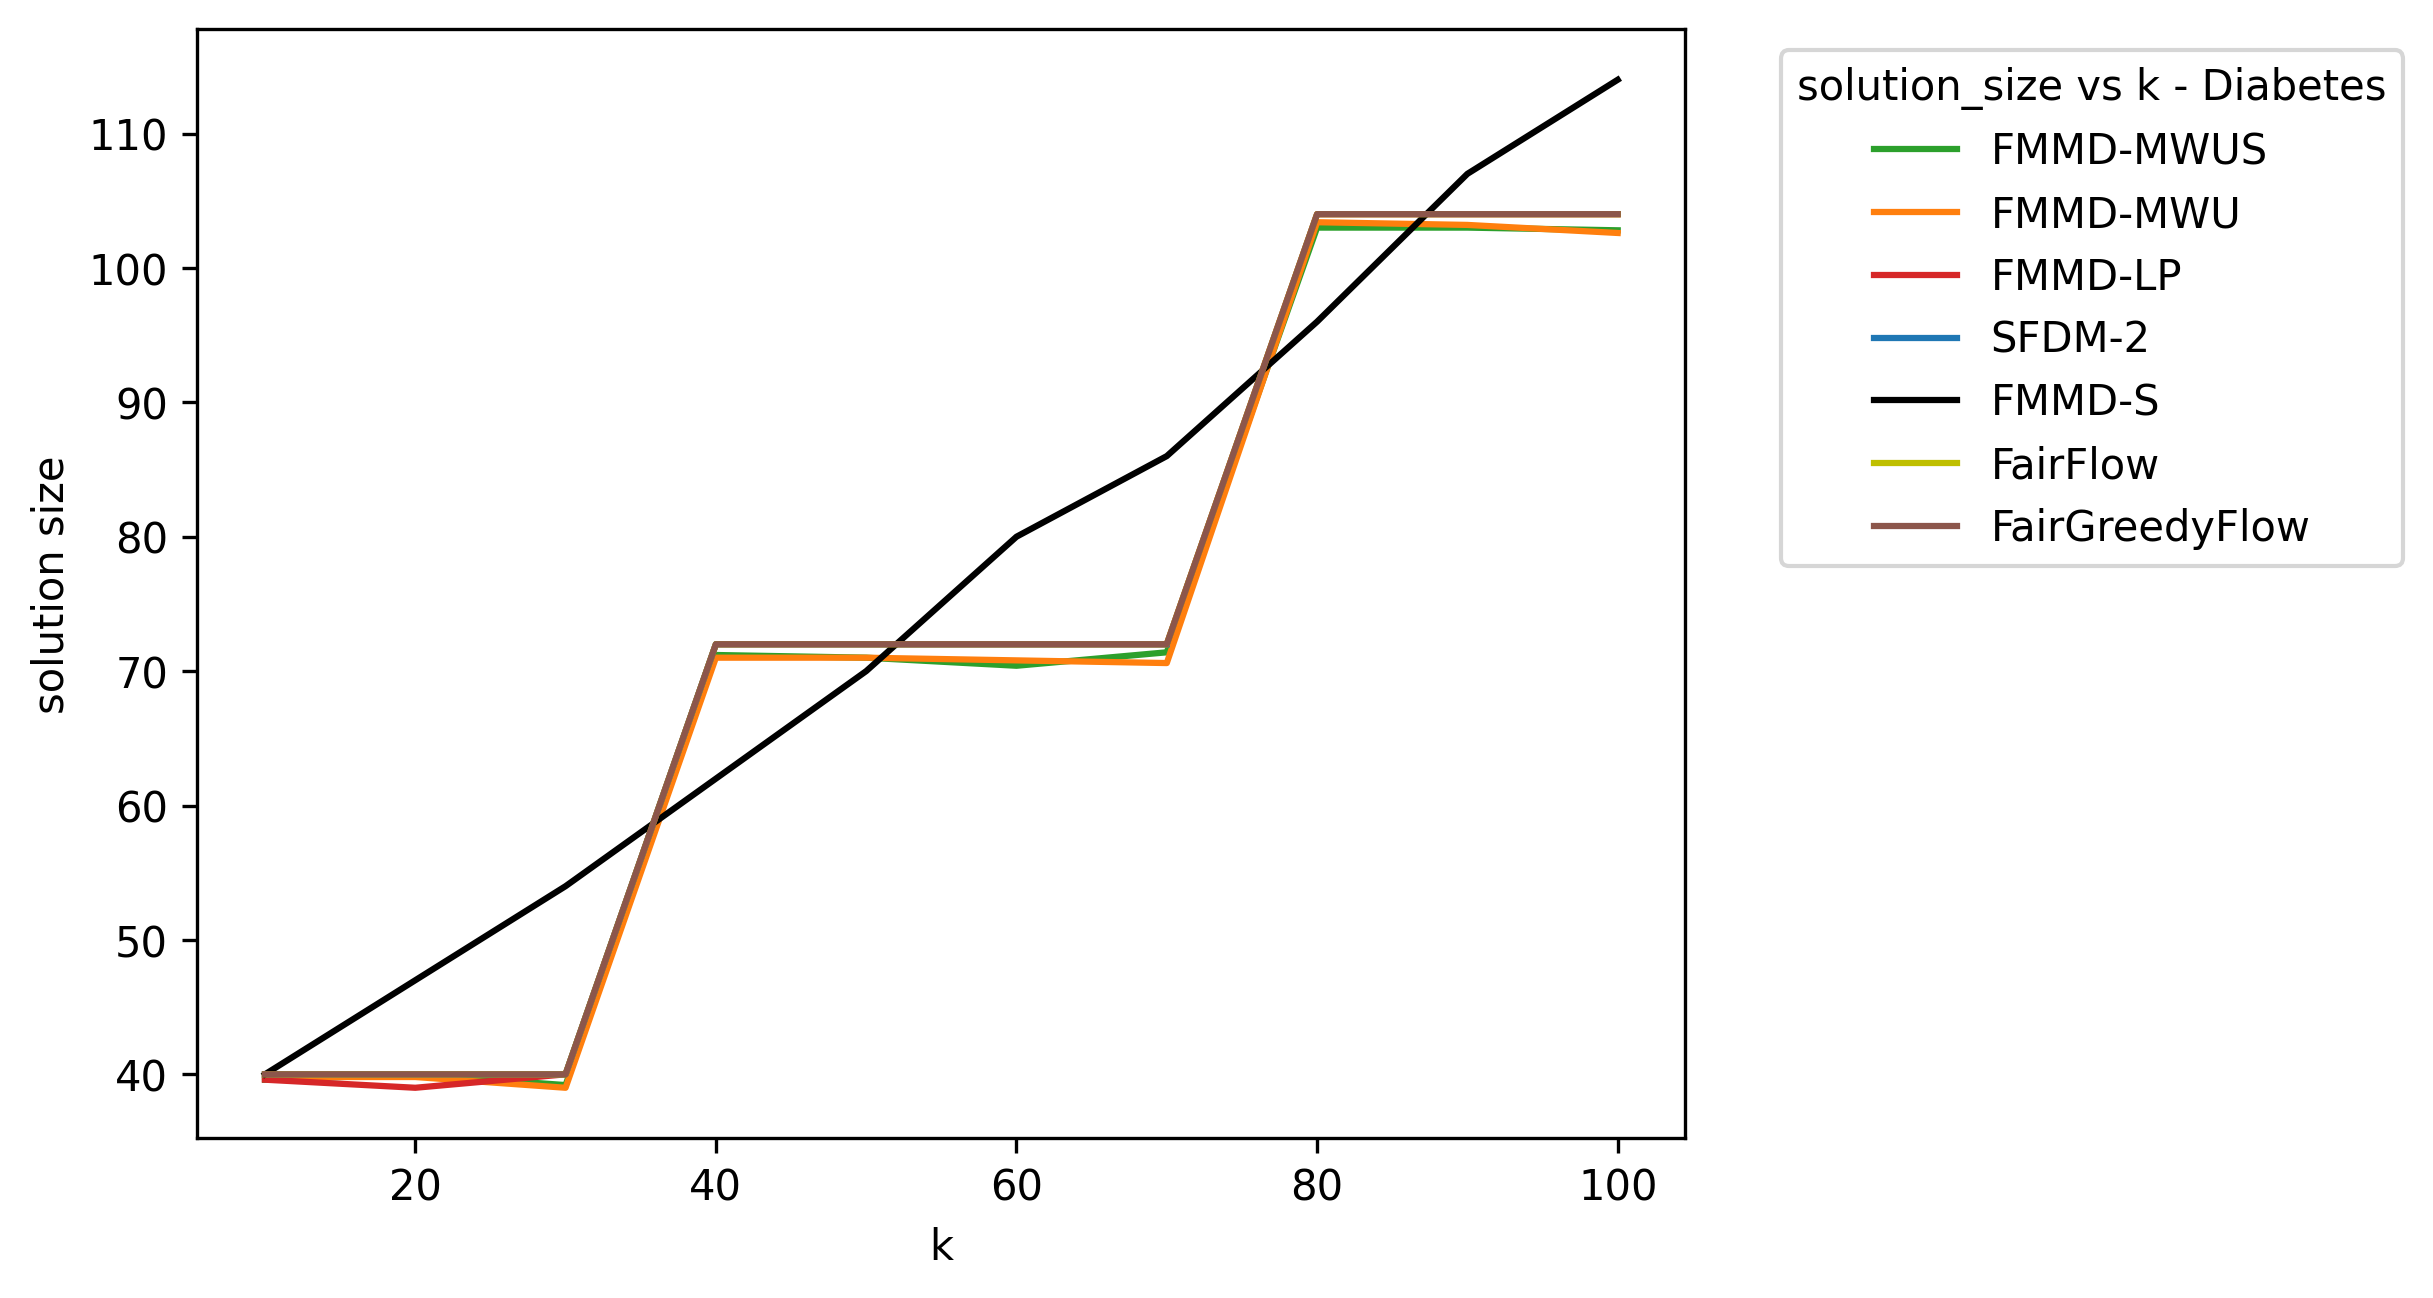 110
100
90
80
70
60
50
40
solution size
20 40 60 80 100
k
solution_size vs k - Diabetes
FMMD-MWUS
FMMD-MWU
FMMD-LP
SFDM-2
FMMD-S
FairFlow
FairGreedyFlow